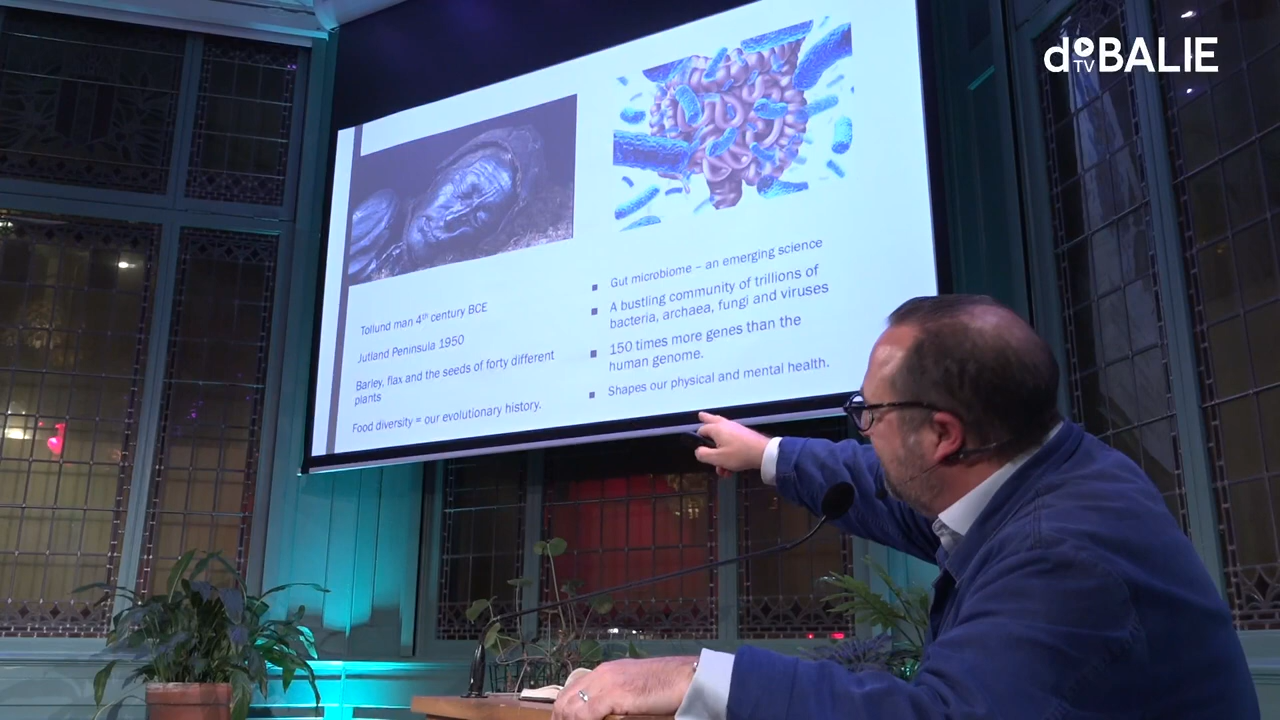 doBALIE
TV
Tollund man 4th century BCE
Jutland Peninsula 1950
Barley, flax and the seeds of forty different
plants
Food diversity = our evolutionary history.
Gut microbiome – an emerging science
A bustling community of trillions of
bacteria, archaea, fungi and viruses
150 times more genes than the
human genome.
Shapes our physical and mental health.